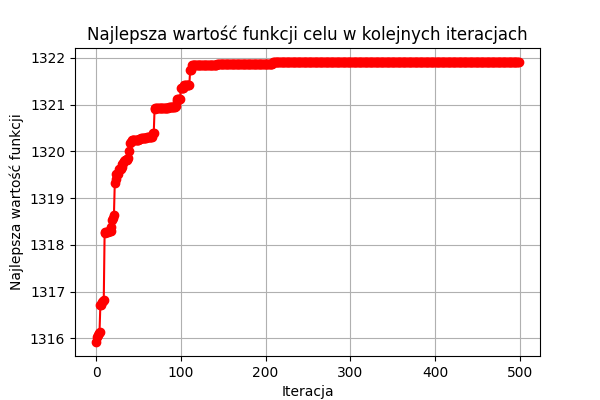 Najlepsza wartość funkcji celu w kolejnych iteracjach
1322
1321
1320
1319
1318
1317
1316
Najlepsza wartość funkcji
0 100 200 300 400 500
Iteracja